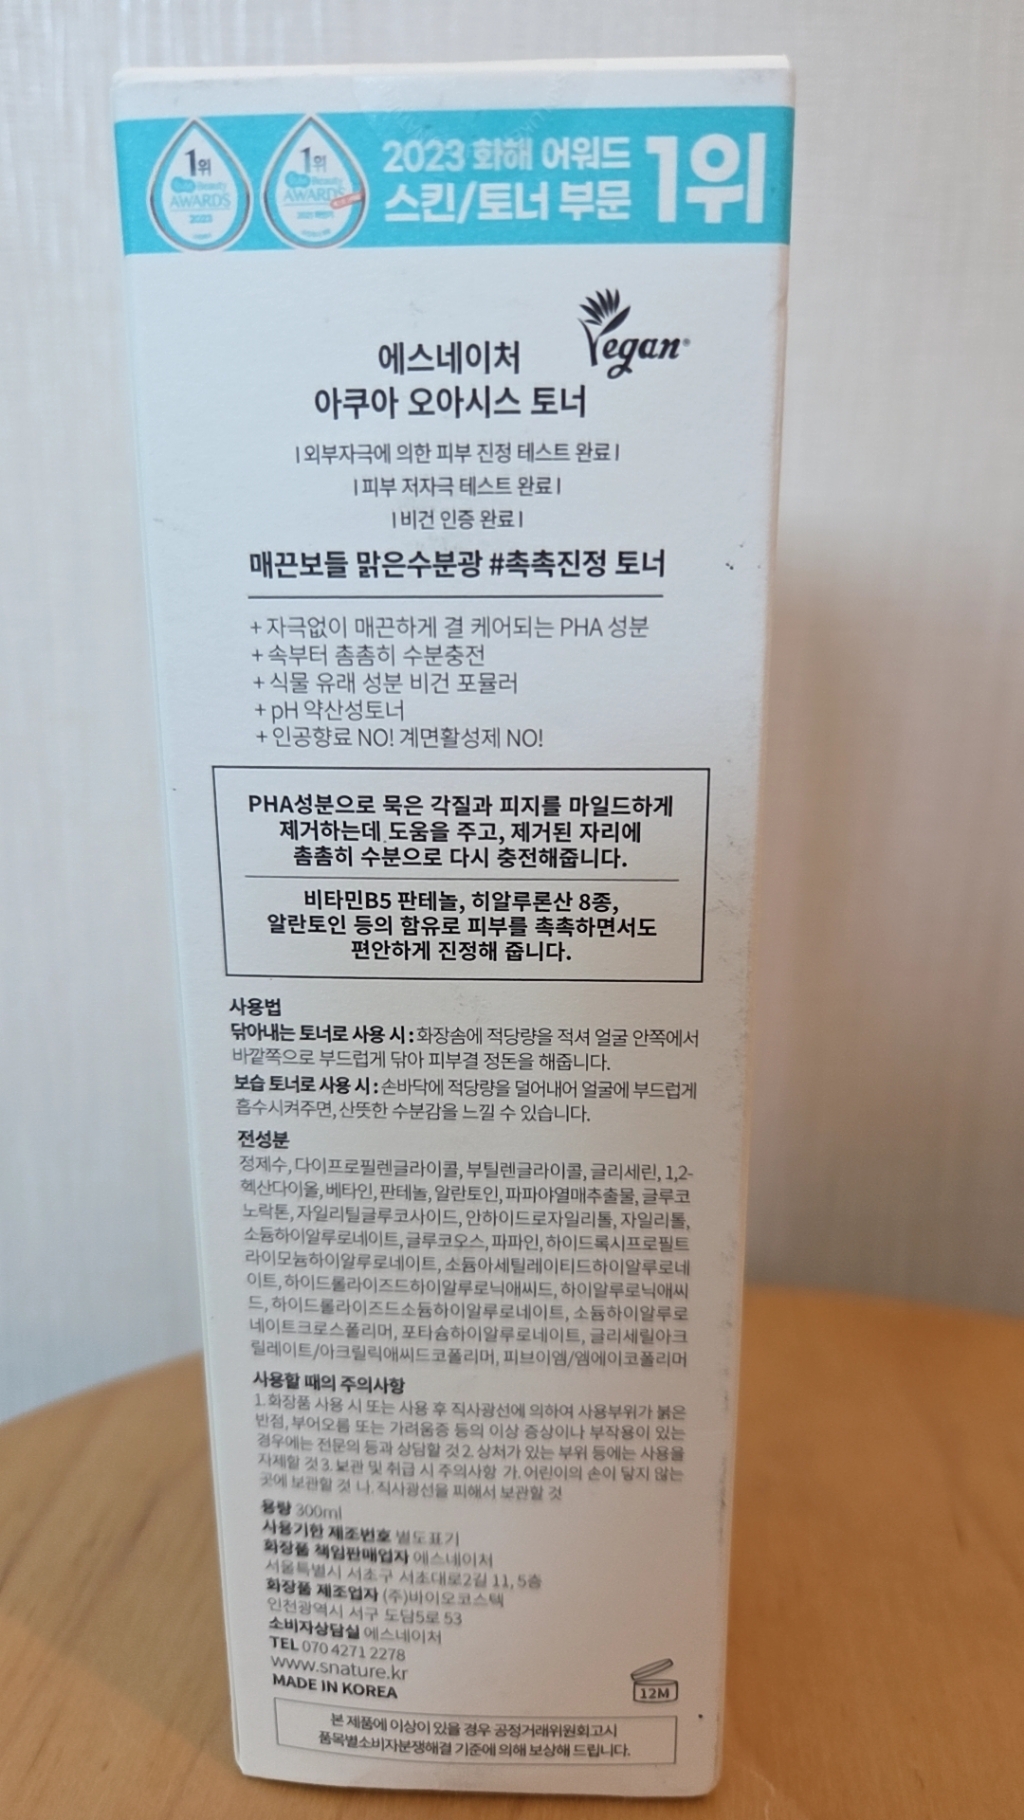 1위
Beauty
AWARDS
2023
1위
Beauty
AWARDS
2023 화해 어워드
스킨/토너 부문
1위
Vegan®
에스네이처
아쿠아 오아시스 토너
I 외부자극에 의한 피부 진정 테스트 완료 I
I 피부 저자극 테스트 완료 I
I 비건 인증 완료 I
매끈보들 맑은수분광 #촉촉진정 토너
+ 자극없이 매끈하게 결 케어되는 PHA 성분
+ 속부터 촘촘히 수분충전
+ 식물 유래 성분 비건 포뮬러
+ pH 약산성토너
+ 인공향료 NO! 계면활성제 NO!
PHA성분으로 묵은 각질과 피지를 마일드하게
제거하는데 도움을 주고, 제거된 자리에
촘촘히 수분으로 다시 충전해줍니다.
비타민B5 판테놀, 히알루론산 8종,
알란토인 등의 함유로 피부를 촉촉하면서도
편안하게 진정해 줍니다.
사용법
닦아내는 토너로 사용 시 : 화장솜에 적당량을 적셔 얼굴 안쪽에서
바깥쪽으로 부드럽게 닦아 피부결 정돈을 해줍니다.
보습 토너로 사용 시 : 손바닥에 적당량을 덜어내어 얼굴에 부드럽게
흡수시켜주면, 산뜻한 수분감을 느낄 수 있습니다.
전성분
정제수, 다이프로필렌글라이콜, 부틸렌글라이콜, 글리세린, 1,2-
헥산다이올, 베타인, 판테놀, 알란토인, 파파야열매추출물, 글루코
노락톤, 자일리틸글루코사이드, 안하이드로자일리톨, 자일리톨,
소듐하이알루로네이트, 글루코오스, 파파인, 하이드록시프로필트
라이모늄하이알루로네이트, 소듐아세틸레이티드하이알루로네
이트, 하이드롤라이즈드하이알루로닉애씨드, 하이알루로닉애씨
드, 하이드롤라이즈드소듐하이알루로네이트, 소듐하이알루로
네이트크로스폴리머, 포타슘하이알루로네이트, 글리세릴아크
릴레이트/아크릴릭애씨드코폴리머, 피브이엠/엠에이코폴리머
사용할 때의 주의사항
1. 화장품 사용 시 또는 사용 후 직사광선에 의하여 사용부위가 붉은
반점, 부어오름 또는 가려움증 등의 이상 증상이나 부작용이 있는
경우에는 전문의 등과 상담할 것 2. 상처가 있는 부위 등에는 사용을
자제할 것 3. 보관 및 취급 시 주의사항 가. 어린이의 손이 닿지 않는
곳에 보관할 것 나. 직사광선을 피해서 보관할 것
용량 300ml
사용기한 제조번호 별도표기
화장품 책임판매업자 에스네이처
서울특별시 서초구 서초대로2길 11, 5층
화장품 제조업자 (주)바이오코스텍
인천광역시 서구 도담5로 53
소비자상담실 에스네이처
TEL 070 4271 2278
www.snature.kr
MADE IN KOREA
12M
본 제품에 이상이 있을 경우 공정거래위원회고시
품목별소비자분쟁해결 기준에 의해 보상해 드립니다.